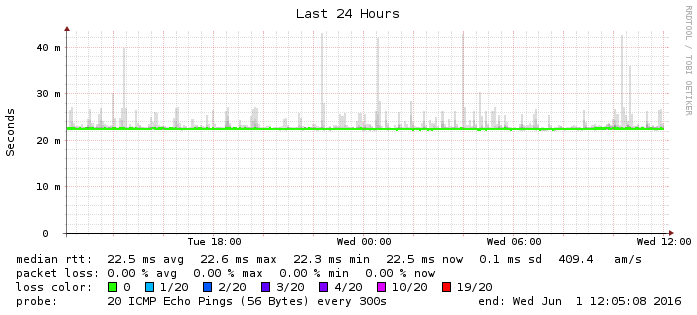 Last 24 Hours
RRDTOOL / TOBI OETIKER
Seconds
40 m
30 m
20 m
10 m
0
Tue 18:00 Wed 00:00 Wed 06:00 Wed 12:00
median rtt: 22.5 ms avg 22.6 ms max 22.3 ms min 22.5 ms now 0.1 ms sd 409.4 am/s
packet loss: 0.00 % avg 0.00 % max 0.00 % min 0.00 % now
loss color: 0 1/20 2/20 3/20 4/20 10/20 19/20
probe: 20 ICMP Echo Pings (56 Bytes) every 300s end: Wed Jun 1 12:05:08 2016